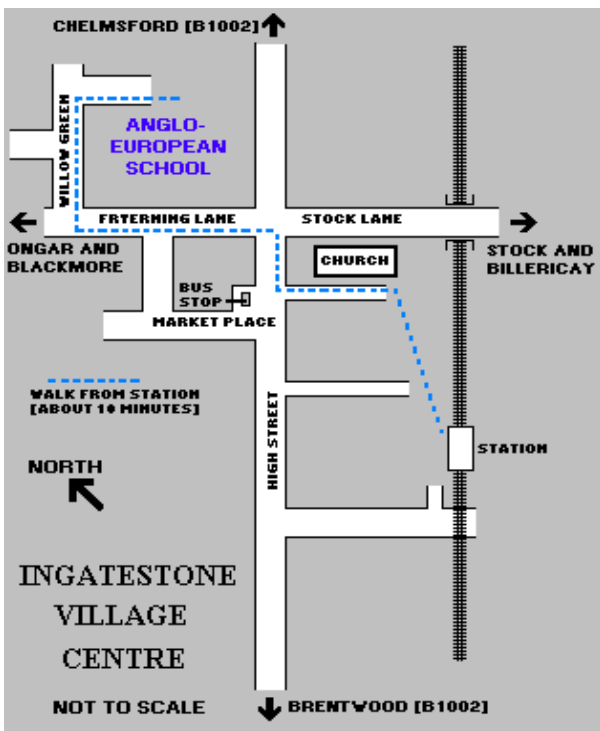 CHELMSFORD [B1002]
WILLOW GREEN
ANGLO-
EUROPEAN
SCHOOL
FRTERMING LANE
STOCK LANE
ONGAR AND
BLACKMORE
CHURCH
STOCK AND
BILLERICAY
BUS
STOP
MARKET PLACE
WALK FROM STATION
[ABOUT 10 MINUTES]
HIGH STREET
STATION
NORTH
INGATESTONE
VILLAGE
CENTRE
NOT TO SCALE
BRENTWOOD [B1002]